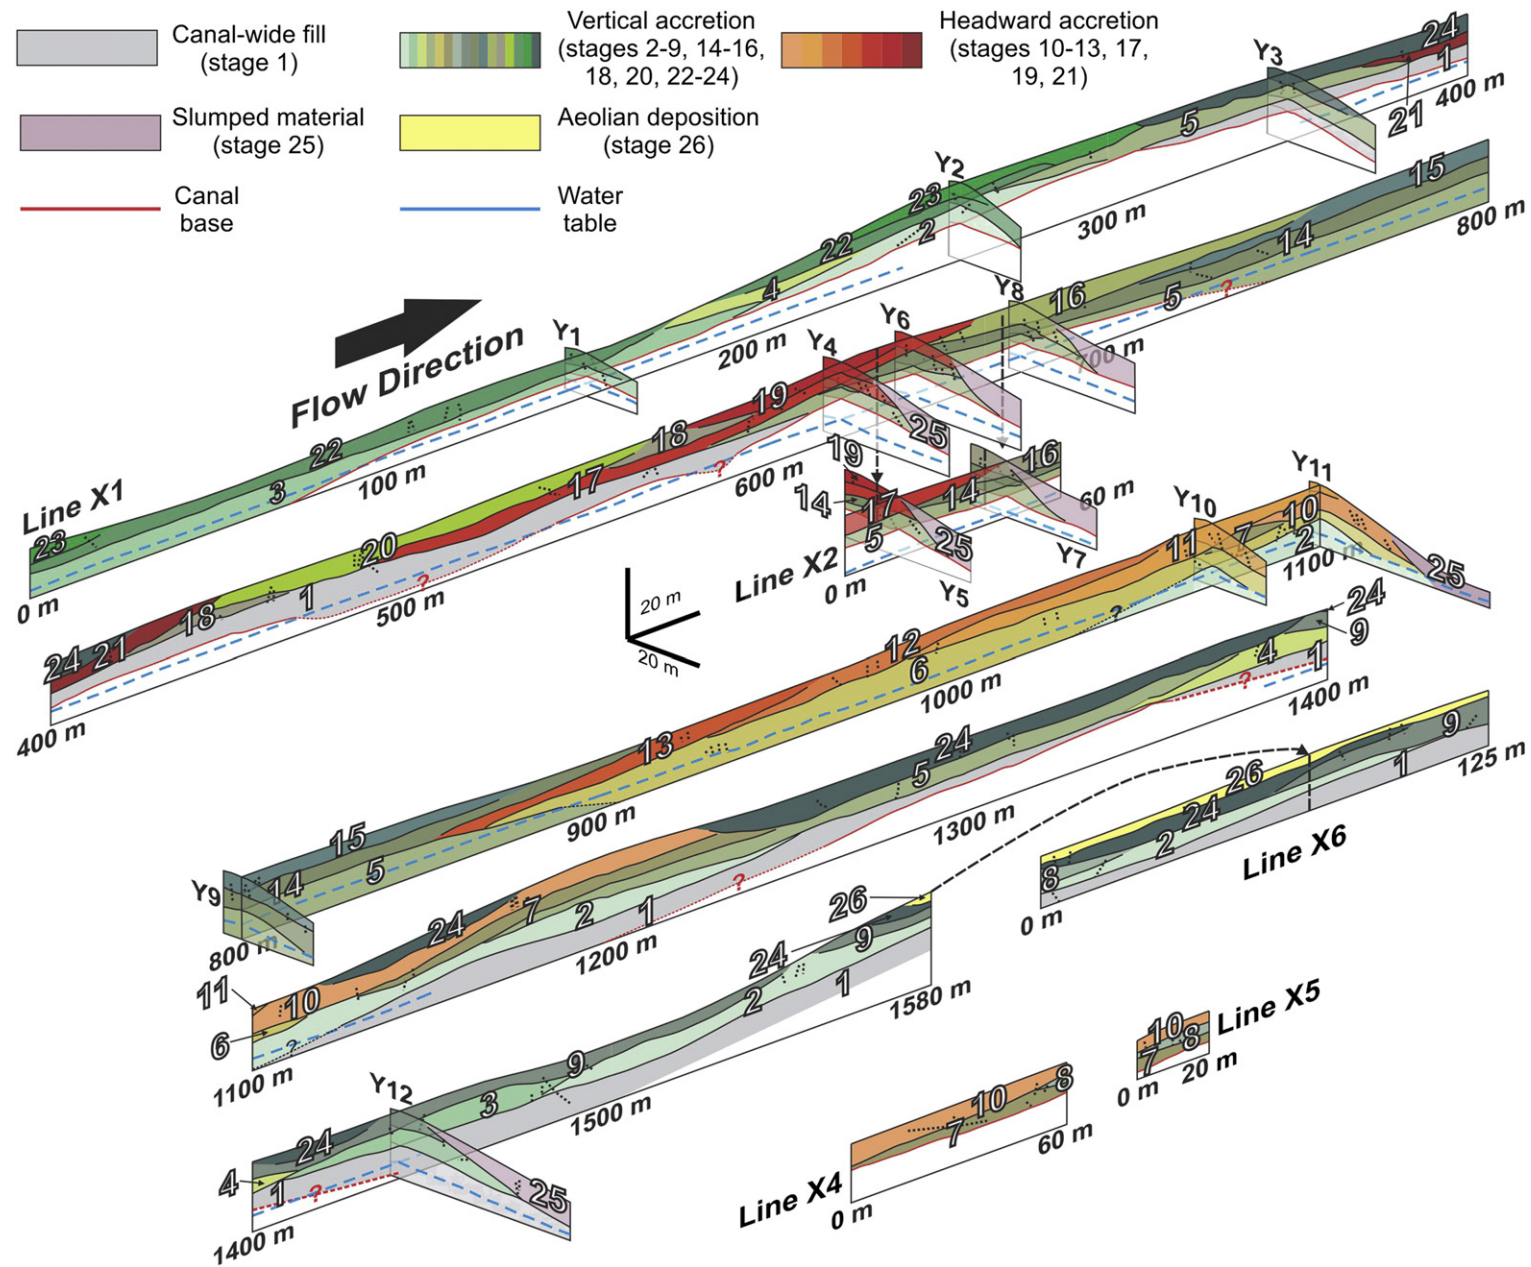 Canal-wide fill
(stage 1)
Vertical accretion
(stages 2-9, 14-16,
18, 20, 22-24)
Headward accretion
(stages 10-13, 17,
19, 21)
Slumped material
(stage 25)
Aeolian deposition
(stage 26)
Canal
base
Water
table
Flow Direction
Line X1
23
3
22
Y1
4
22
23
2
Y2
5
Y3
21
24
1
0 m
100 m
200 m
300 m
400 m
24
21
18
1
20
17
18
19
?
?
Y4
Y6
Y8
25
16
5
?
14
15
400 m
500 m
600 m
700 m
800 m
Line X2
19
14
17
5
14
16
25
Y5
Y7
0 m
60 m
20 m
20 m
Y9
14
15
5
13
12
6
?
11
Y10
7
10
2
Y11
25
800 m
900 m
1000 m
1100 m
11
10
6
?
24
7
2
1
?
24
5
4
?
1
24
9
1100 m
1200 m
1300 m
1400 m
4
1
24
?
Y12
25
3
9
2
24
26
9
1
1400 m
1500 m
1580 m
8
2
24
26
1
9
0 m
125 m
Line X6
10
7
8
Line X5
0 m
20 m
10
7
8
Line X4
0 m
60 m